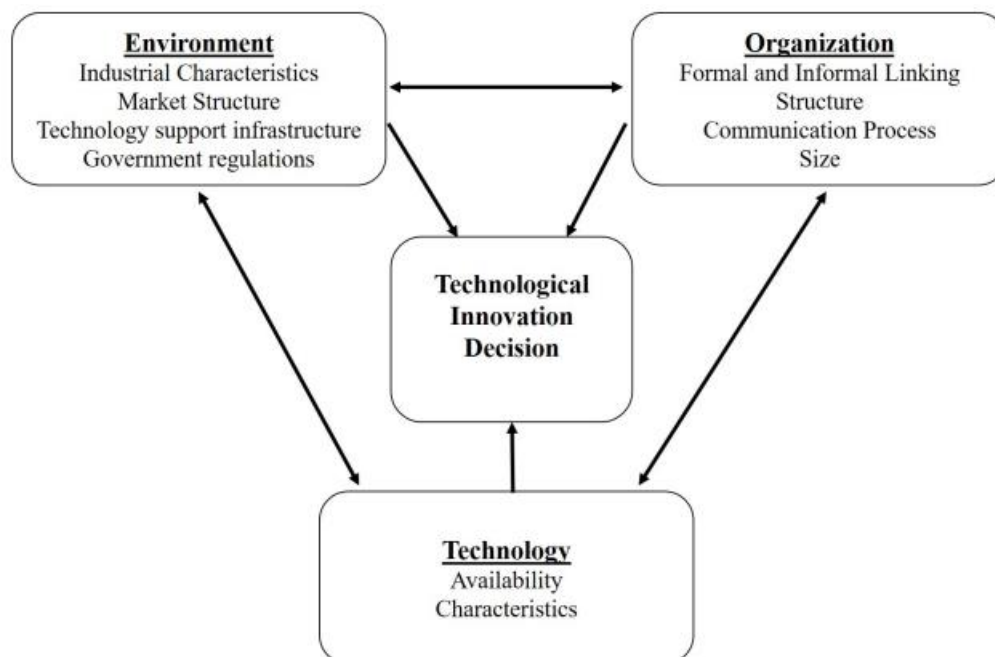 Environment
Industrial Characteristics
Market Structure
Technology support infrastructure
Government regulations
Organization
Formal and Informal Linking
Structure
Communication Process
Size
Technological
Innovation
Decision
Technology
Availability
Characteristics